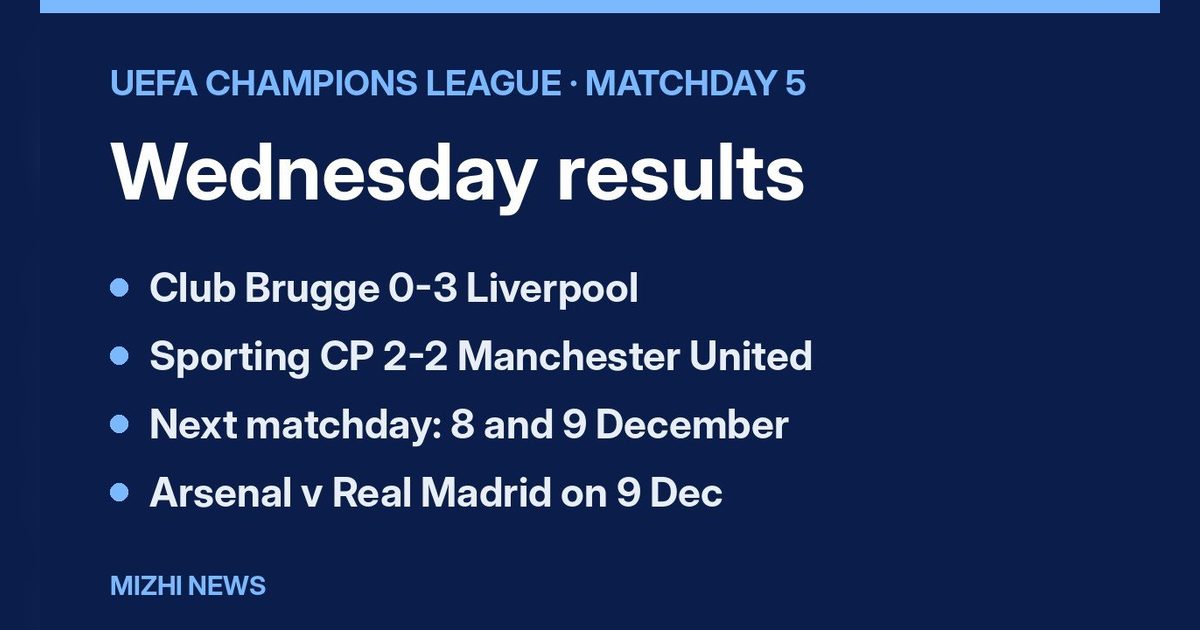 UEFA CHAMPIONS LEAGUE · MATCHDAY 5
Wednesday results
Club Brugge 0-3 Liverpool
Sporting CP 2-2 Manchester United
Next matchday: 8 and 9 December
Arsenal v Real Madrid on 9 Dec
MIZHI NEWS